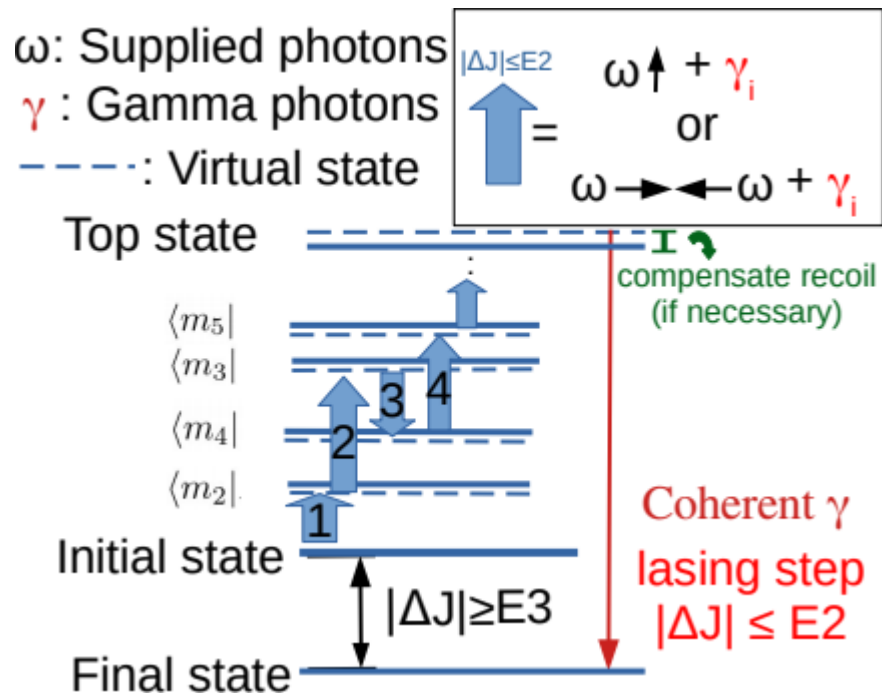 ω: Supplied photons
γ : Gamma photons
-----: Virtual state
|ΔJ|≤E2
= ω + γi
or
ω ω + γi
Top state
:
compensate recoil
(if necessary)
⟨m5|
⟨m3|
3
4
2
⟨m4|
⟨m2|.
1
Coherent γ
Initial state
lasing step
|ΔJ|≥E3
|ΔJ| ≤ E2
Final state